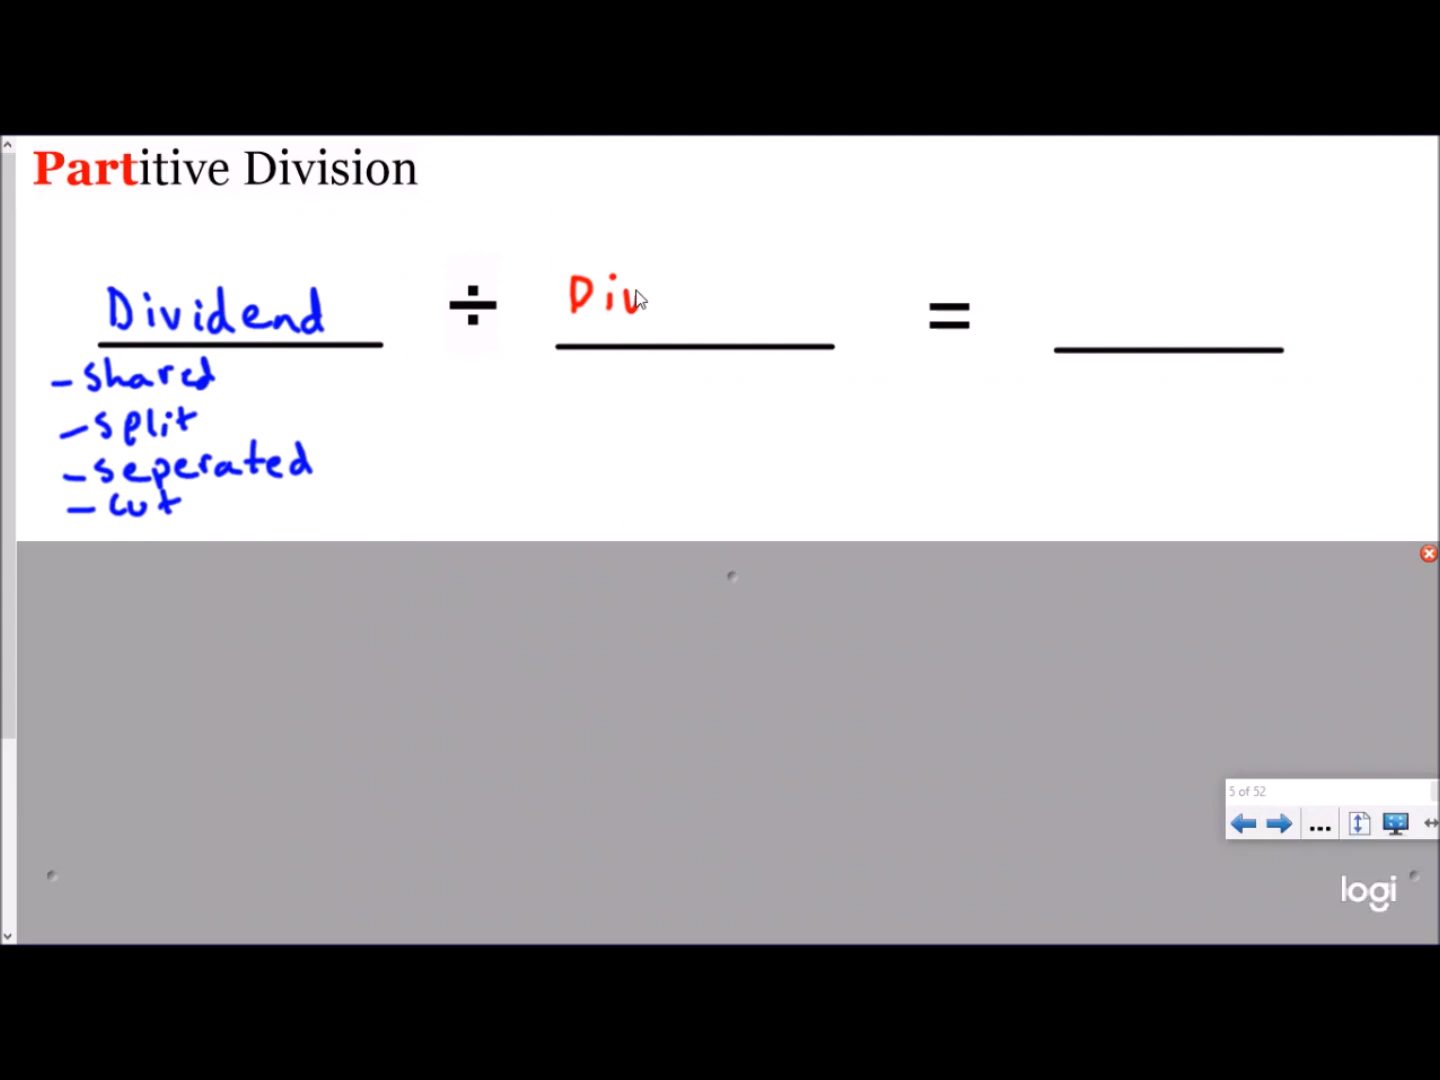 Partitive Division
Dividend ÷ Div =
- shared
- split
- seperated
- cut
5 of 52
...
logi